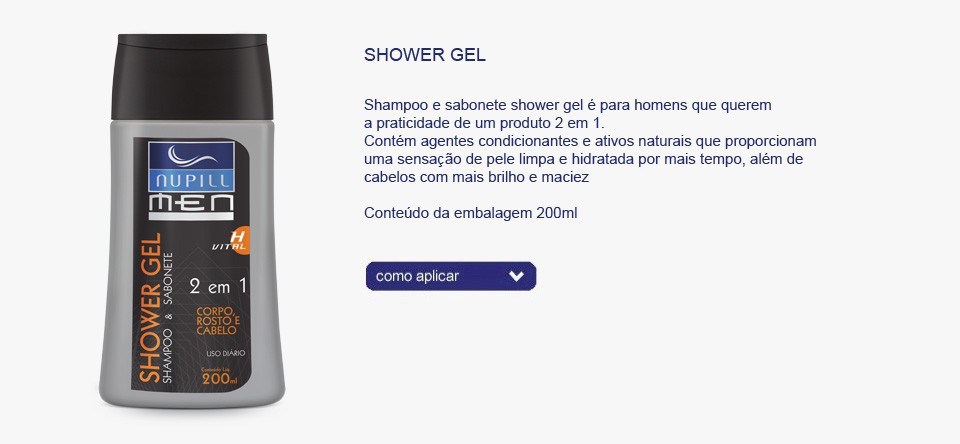 SHOWER GEL
Shampoo e sabonete shower gel é para homens que querem
a praticidade de um produto 2 em 1.
Contém agentes condicionantes e ativos naturais que proporcionam
uma sensação de pele limpa e hidratada por mais tempo, além de
cabelos com mais brilho e maciez
Conteúdo da embalagem 200ml
como aplicar
NUPILL
MEN
H
VITAL
SHOWER GEL
SHAMPOO & SABONETE
2 em 1
CORPO,
ROSTO E
CABELO
USO DIÁRIO
Conteúdo Líq.
200ml